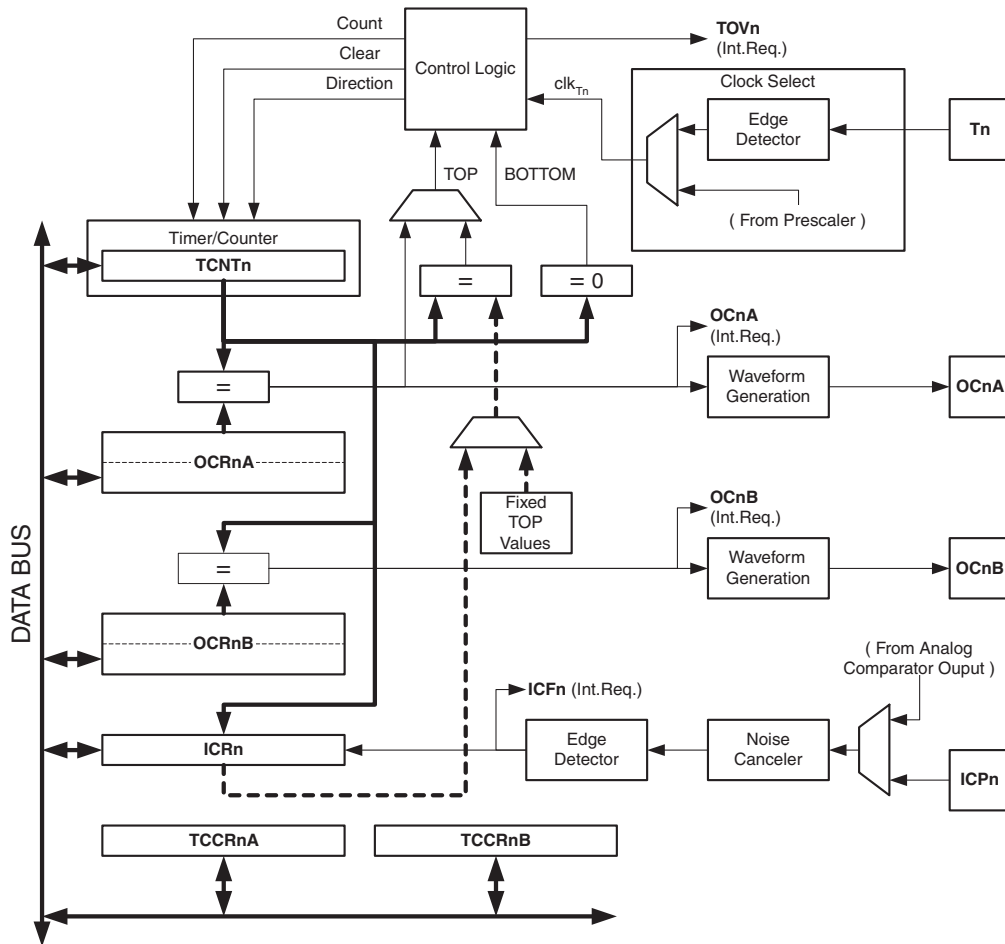 Count
Clear
Direction
Control Logic
TOVn
(Int.Req.)
clkTn
Clock Select
Edge
Detector
Tn
( From Prescaler )
TOP
BOTTOM
Timer/Counter
TCNTn
=
= 0
OCnA
(Int.Req.)
=
Waveform
Generation
OCnA
OCRnA
Fixed
TOP
Values
OCnB
(Int.Req.)
=
Waveform
Generation
OCnB
OCRnB
DATA BUS
( From Analog
Comparator Ouput )
ICFn (Int.Req.)
ICRn
Edge
Detector
Noise
Canceler
ICPn
TCCRnA
TCCRnB